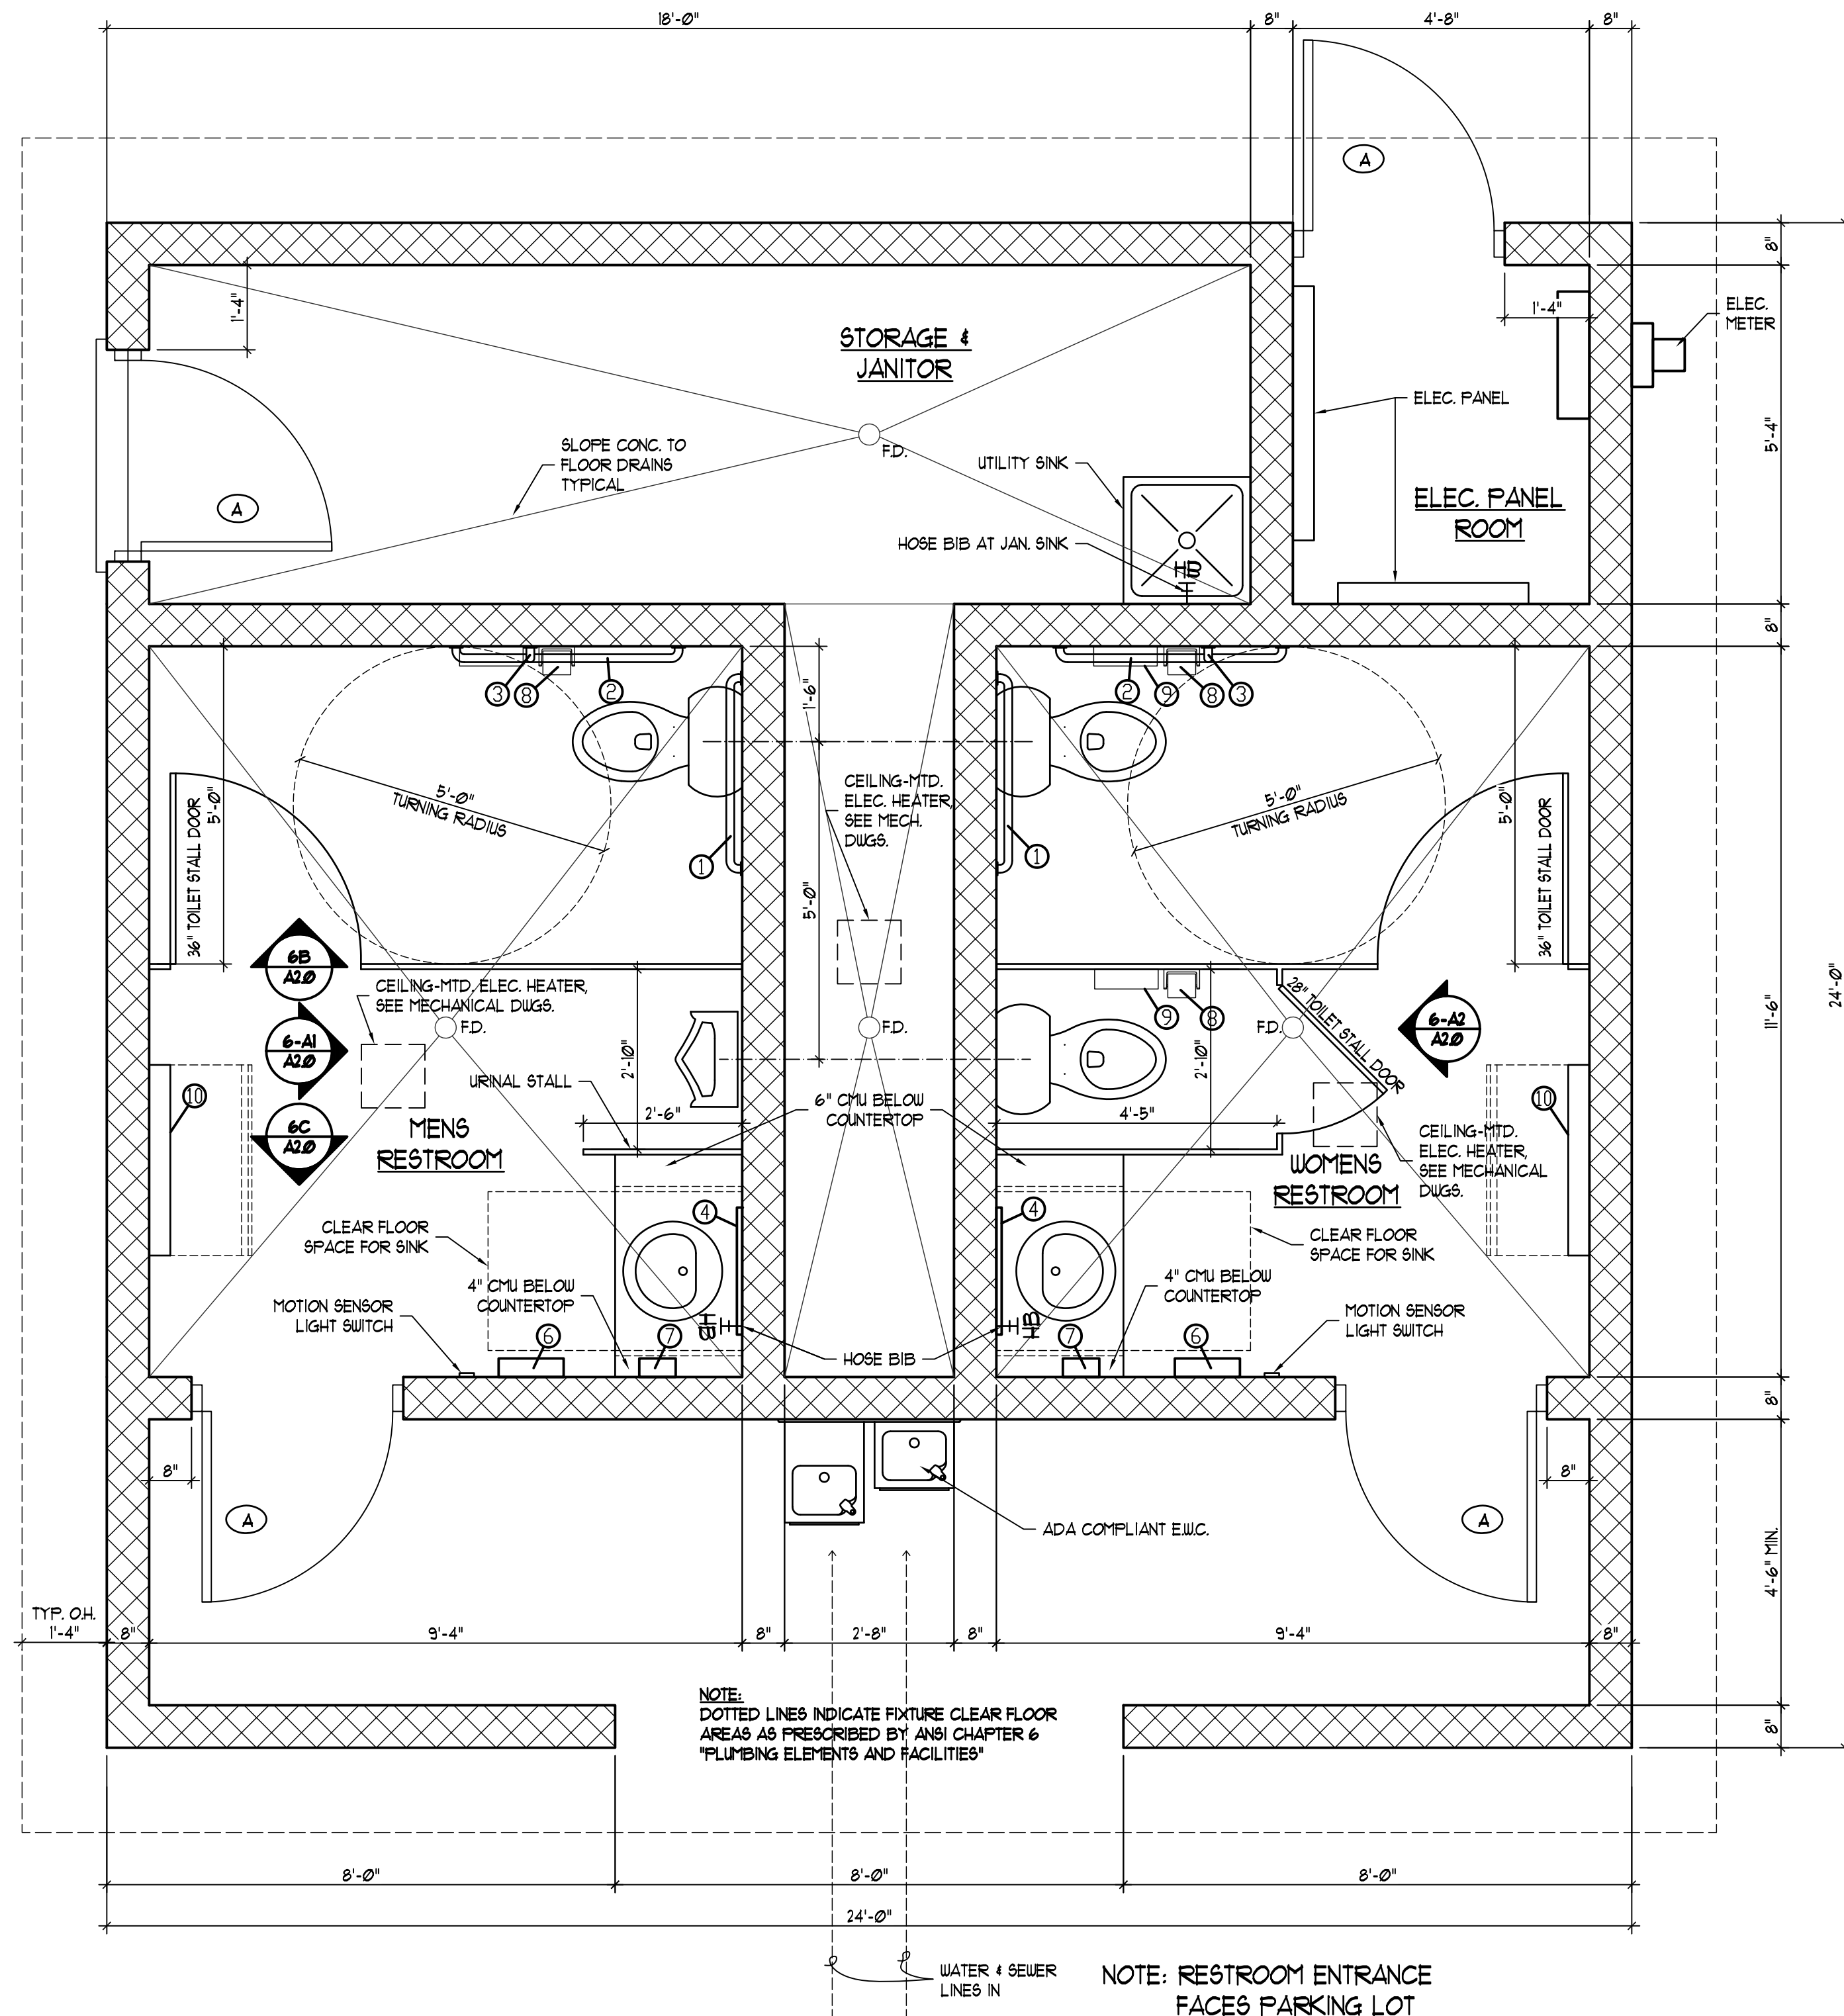 18'-0"
8"
4'-8"
8"
A
8"
1'-4"
1'-4"
ELEC.
METER
STORAGE &
JANITOR
ELEC. PANEL
5'-4"
SLOPE CONC. TO
FLOOR DRAINS
TYPICAL
F.D.
UTILITY SINK
ELEC. PANEL
ROOM
A
HOSE BIB AT JAN. SINK
HB
8"
3
8
2
1'-6"
2
9
8
3
5'-0"
TURNING RADIUS
36" TOILET STALL DOOR
5'-0"
CEILING-MTD.
ELEC. HEATER,
SEE MECH.
DWGS.
5'-0"
TURNING RADIUS
5'-0"
36" TOILET STALL DOOR
1
1
5'-0"
6B
A2.0
CEILING-MTD. ELEC. HEATER,
SEE MECHANICAL DWGS.
28" TOILET STALL DOOR
24'-0"
11'-6"
F.D.
F.D.
9
8
F.D.
6-A1
A2.0
6-A2
A2.0
2'-10"
2'-10"
URINAL STALL
10
10
6" CMU BELOW
COUNTERTOP
2'-6"
4'-5"
6C
A2.0
MENS
RESTROOM
CEILING-MTD.
ELEC. HEATER,
SEE MECHANICAL
DWGS.
WOMENS
RESTROOM
4
4
CLEAR FLOOR
SPACE FOR SINK
CLEAR FLOOR
SPACE FOR SINK
4" CMU BELOW
COUNTERTOP
4" CMU BELOW
COUNTERTOP
MOTION SENSOR
LIGHT SWITCH
MOTION SENSOR
LIGHT SWITCH
HB
HB
6
7
7
6
HOSE BIB
8"
8"
8"
A
A
ADA COMPLIANT E.W.C.
4'-6" MIN.
TYP. O.H.
1'-4"
8"
9'-4"
8"
2'-8"
8"
9'-4"
8"
NOTE:
DOTTED LINES INDICATE FIXTURE CLEAR FLOOR
AREAS AS PRESCRIBED BY ANSI CHAPTER 6
"PLUMBING ELEMENTS AND FACILITIES"
8"
8'-0"
8'-0"
8'-0"
24'-0"
WATER & SEWER
LINES IN
NOTE: RESTROOM ENTRANCE
FACES PARKING LOT